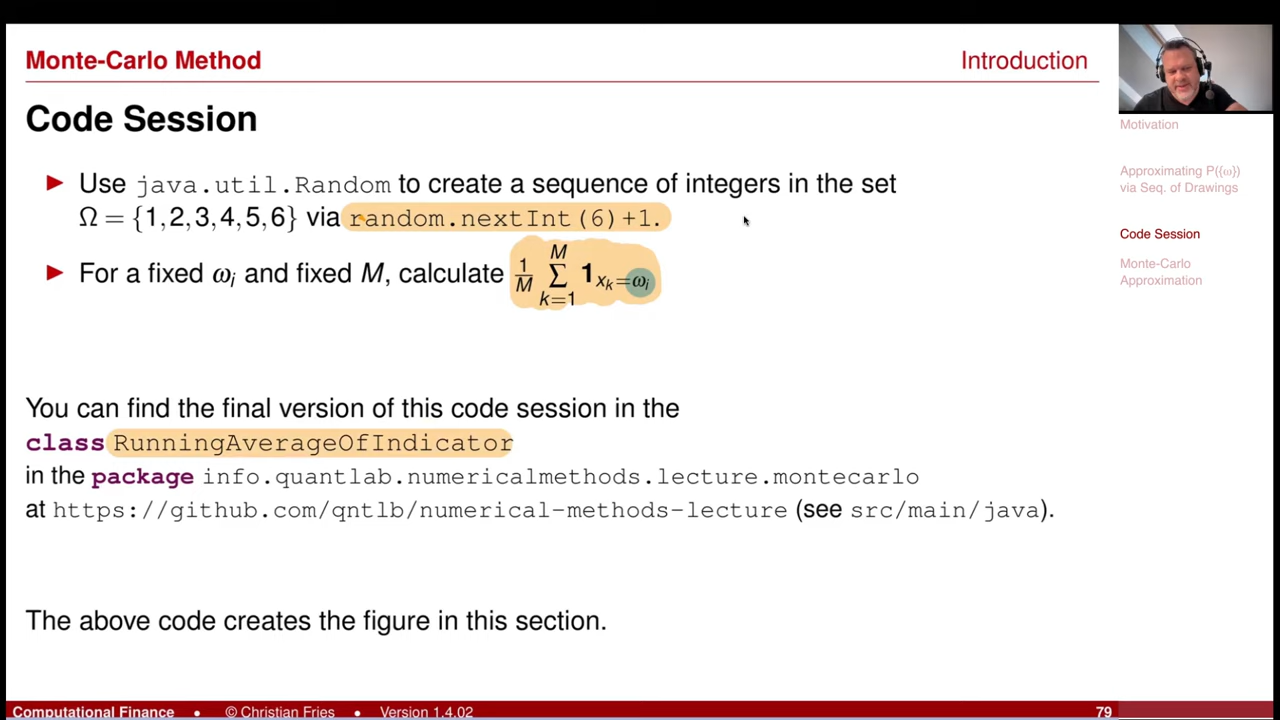 Monte-Carlo Method
Introduction
Code Session
► Use java.util.Random to create a sequence of integers in the set
Ω = {1,2,3,4,5,6} via random.nextInt(6)+1.
► For a fixed ωᵢ and fixed M, calculate 1/M ∑_{k=1}^{M} 1_{xₖ=ωᵢ}
You can find the final version of this code session in the
class RunningAverageOfIndicator
in the package info.quantlab.numericalmethods.lecture.montecarlo
at https://github.com/qntlb/numerical-methods-lecture (see src/main/java).
The above code creates the figure in this section.
Motivation
Approximating P({ω})
via Seq. of Drawings
Code Session
Monte-Carlo
Approximation
Computational Finance • © Christian Fries • Version 1.4.02
79